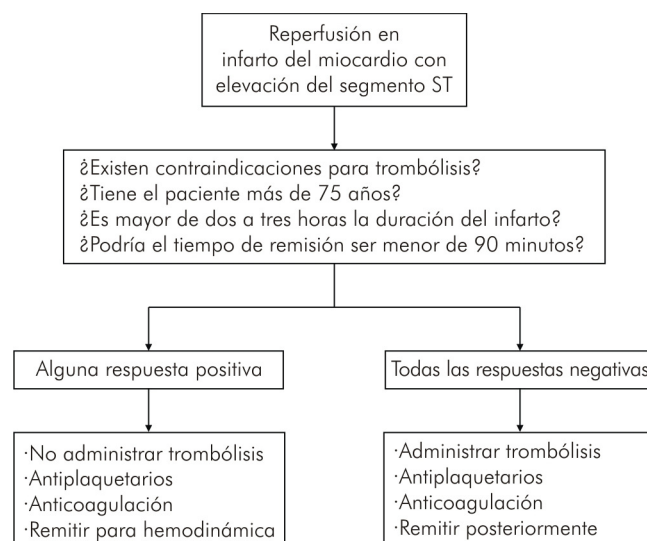 Reperfusión en
infarto del miocardio con
elevación del segmento ST
¿Existen contraindicaciones para trombólisis?
¿Tiene el paciente más de 75 años?
¿Es mayor de dos a tres horas la duración del infarto?
¿Podría el tiempo de remisión ser menor de 90 minutos?
Alguna respuesta positiva
Todas las respuestas negativas
·No administrar trombólisis
·Antiplaquetarios
·Anticoagulación
·Remitir para hemodinámica
·Administrar trombólisis
·Antiplaquetarios
·Anticoagulación
·Remitir posteriormente